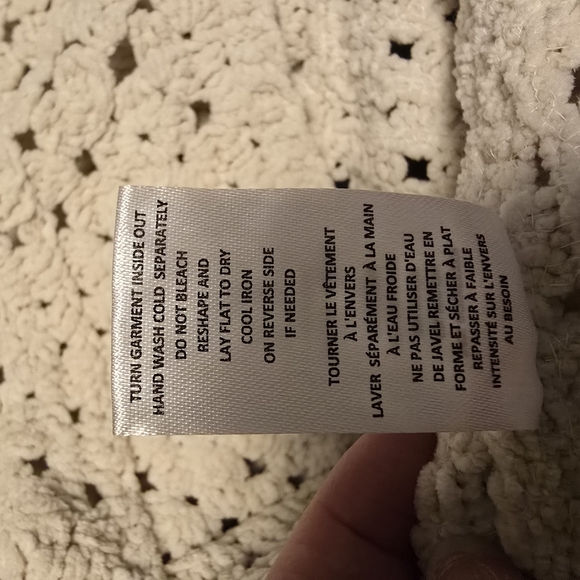 TURN GARMENT INSIDE OUT
HAND WASH COLD SEPARATELY
DO NOT BLEACH
RESHAPE AND
LAY FLAT TO DRY
COOL IRON
ON REVERSE SIDE
IF NEEDED
TOURNER LE VÊTEMENT
À L'ENVERS
LAVER SÉPARÉMENT À LA MAIN
À L'EAU FROIDE
NE PAS UTILISER D'EAU
DE JAVEL REMETTRE EN
FORME ET SÉCHER À PLAT
REPASSER À FAIBLE
INTENSITÉ SUR L'ENVERS
AU BESOIN